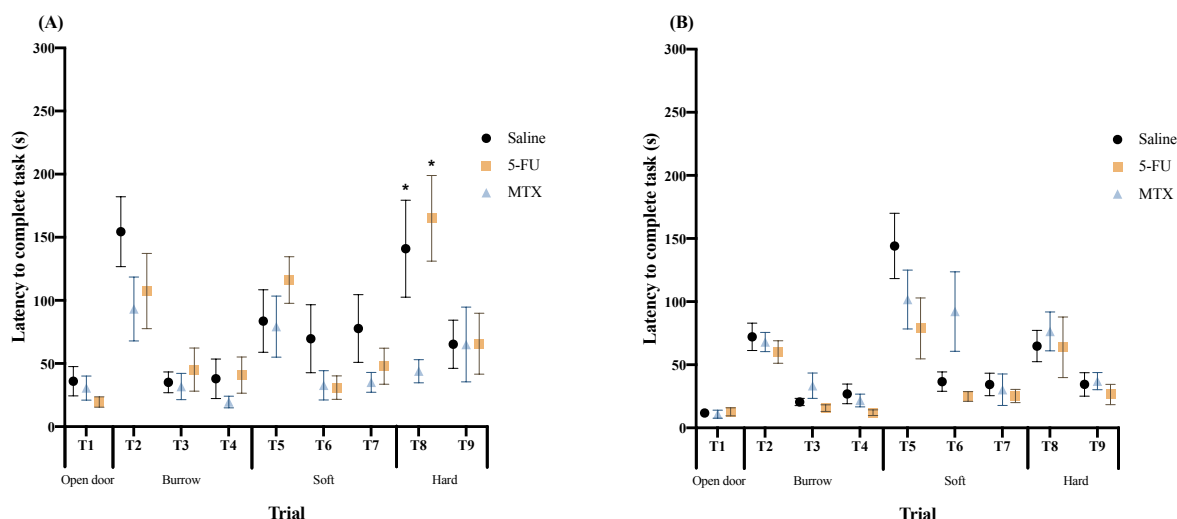 (A)
300
250
200
150
100
50
0
Latency to complete task (s)
Saline
5-FU
MTX
* *
T1 T2 T3 T4 T5 T6 T7 T8 T9
Open door Burrow Soft Hard
Trial
(B)
300
250
200
150
100
50
0
Latency to complete task (s)
Saline
5-FU
MTX
T1 T2 T3 T4 T5 T6 T7 T8 T9
Open door Burrow Soft Hard
Trial